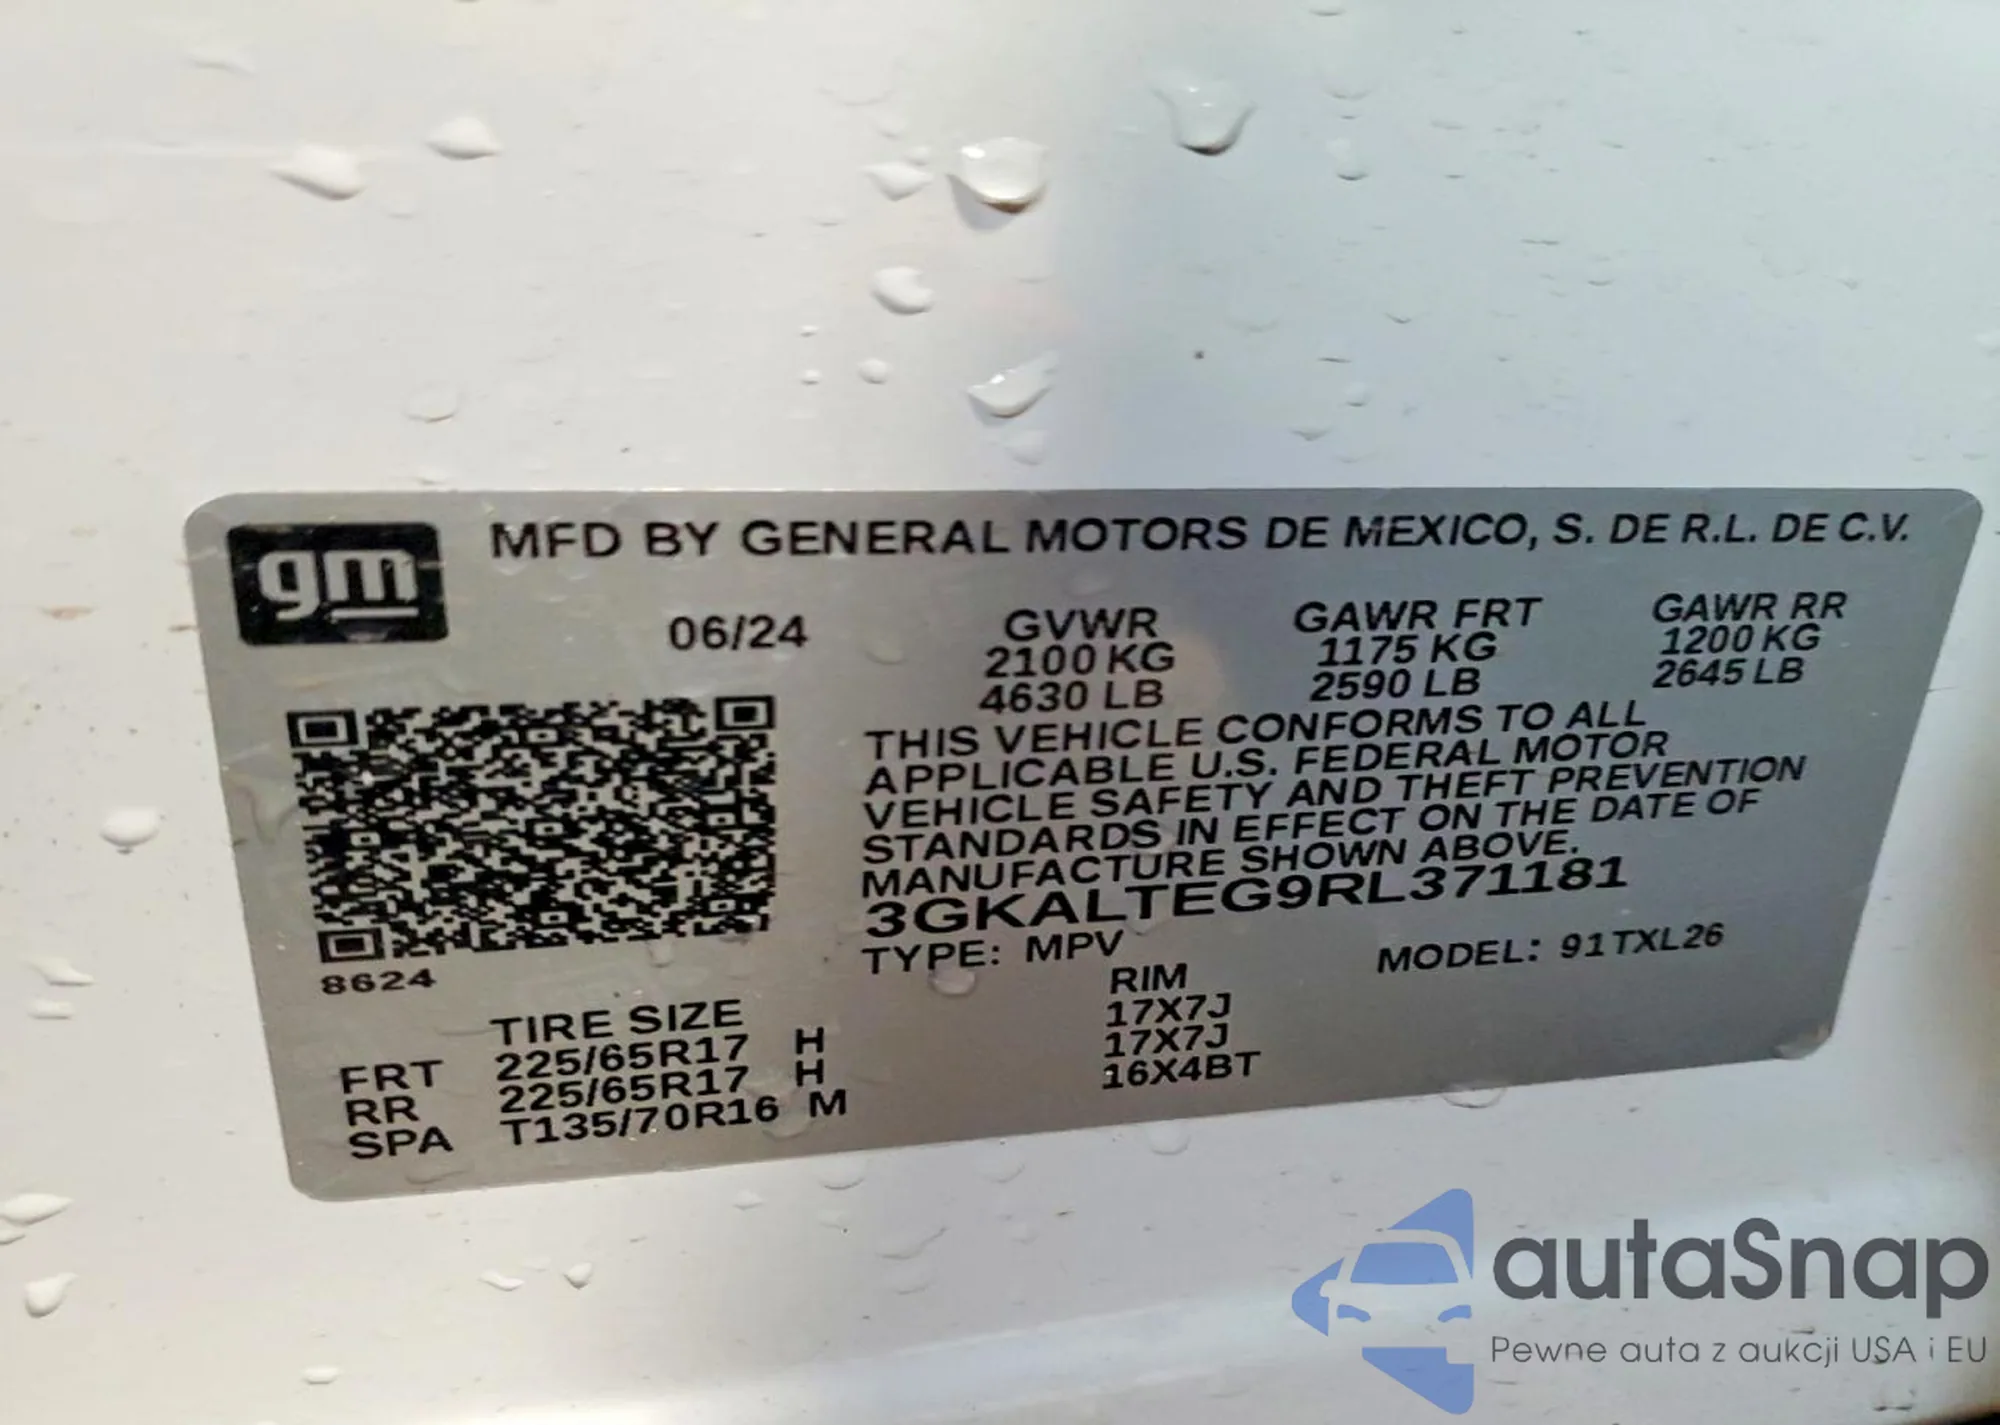 gm
MFD BY GENERAL MOTORS DE MEXICO, S. DE R.L. DE C.V.
06/24
GVWR GAWR FRT GAWR RR
2100 KG 1175 KG 1200 KG
4630 LB 2590 LB 2645 LB
THIS VEHICLE CONFORMS TO ALL
APPLICABLE U.S. FEDERAL MOTOR
VEHICLE SAFETY AND THEFT PREVENTION
STANDARDS IN EFFECT ON THE DATE OF
MANUFACTURE SHOWN ABOVE.
3GKALTEG9RL371181
TYPE: MPV MODEL: 91TXL26
8624
TIRE SIZE RIM
FRT 225/65R17 H 17X7J
RR 225/65R17 H 17X7J
SPA T135/70R16 M 16X4BT
autaSnap
Pewne auta z aukcji USA i EU